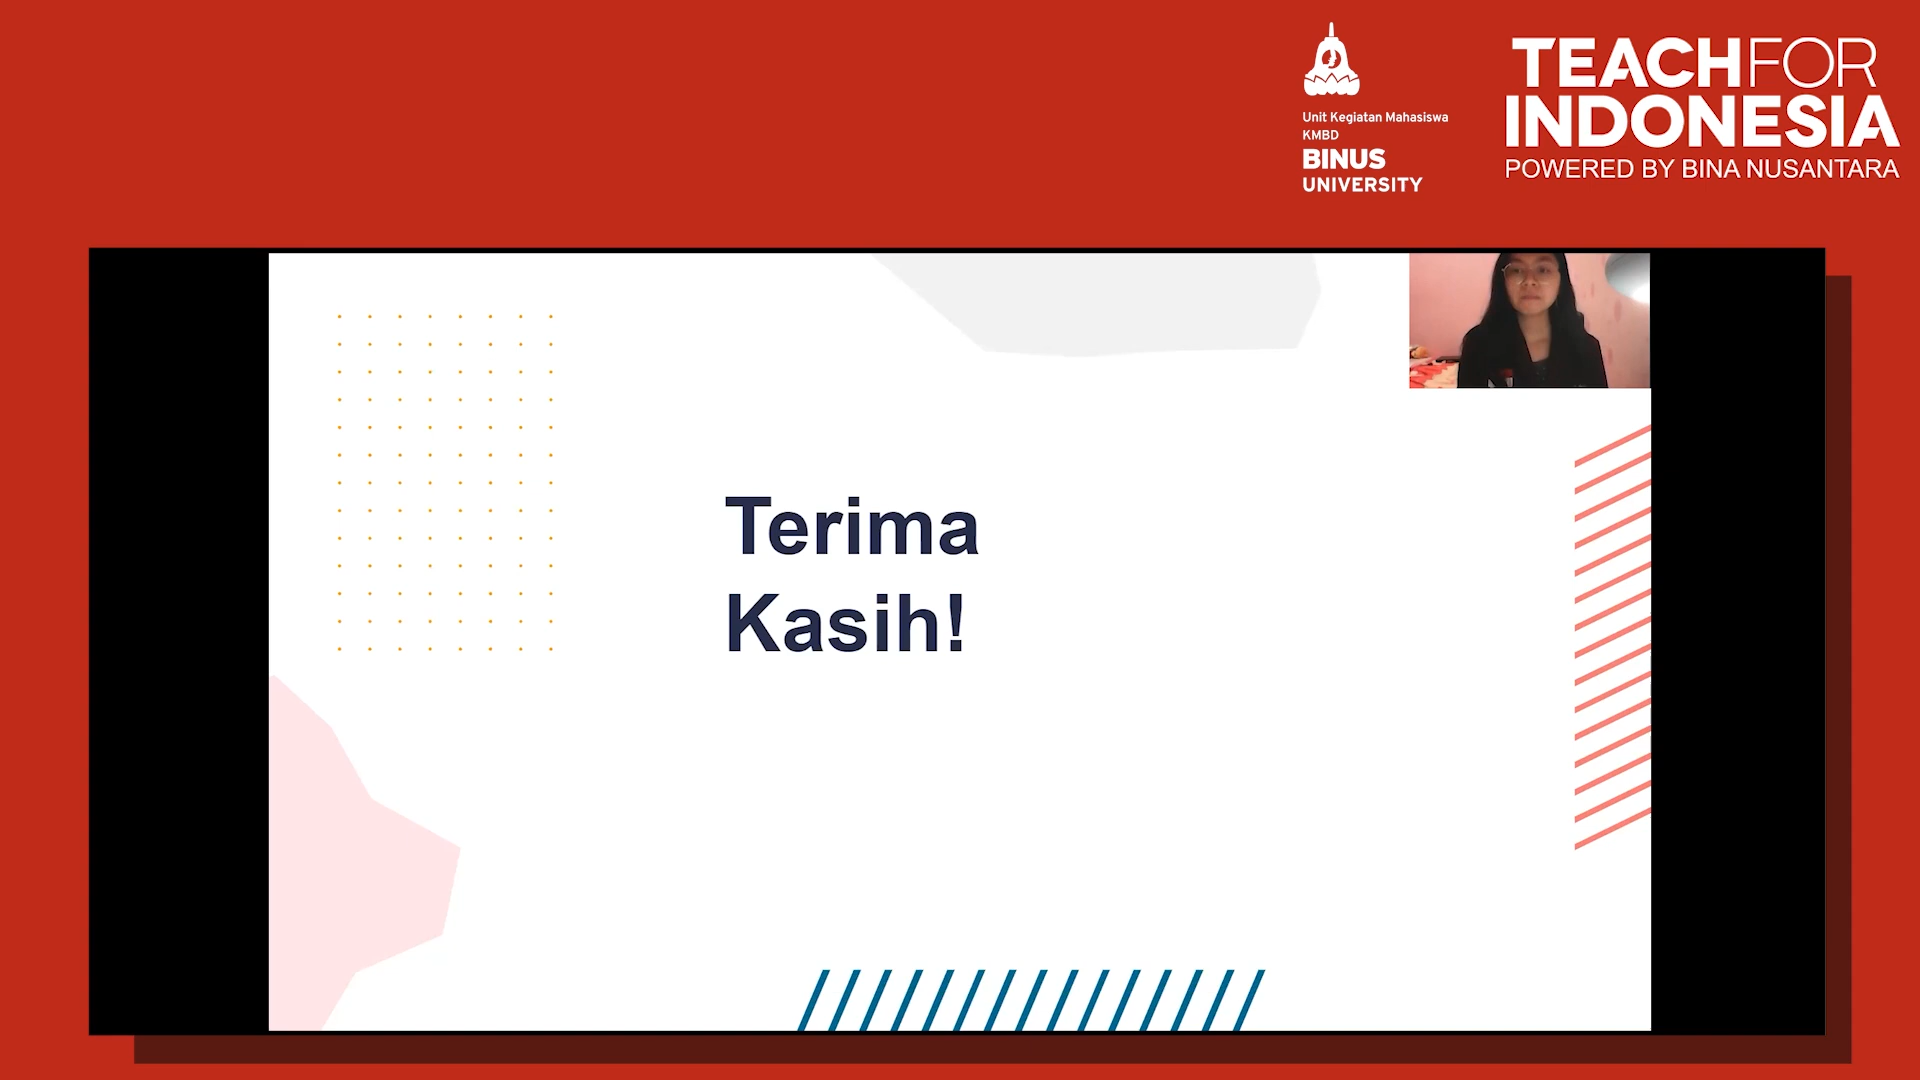 Unit Kegiatan Mahasiswa
KMBD
BINUS
UNIVERSITY
TEACHFOR
INDONESIA
POWERED BY BINA NUSANTARA
Terima
Kasih!